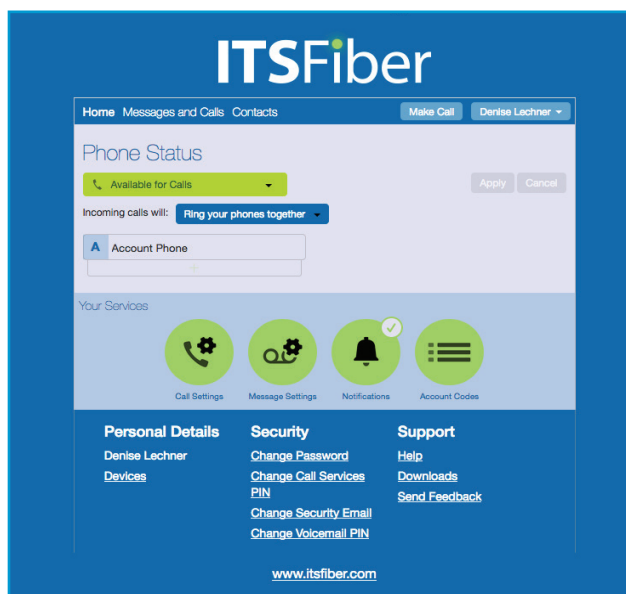 ITSFiber
Home Messages and Calls Contacts Make Call Denise Lechner
Phone Status
Available for Calls
Apply Cancel
Incoming calls will: Ring your phones together
A Account Phone
+
Your Services
Call Settings Message Settings Notifications Account Codes
Personal Details Security Support
Denise Lechner Change Password Help
Devices Change Call Services Downloads
PIN Send Feedback
Change Security Email
Change Voicemail PIN
www.itsfiber.com